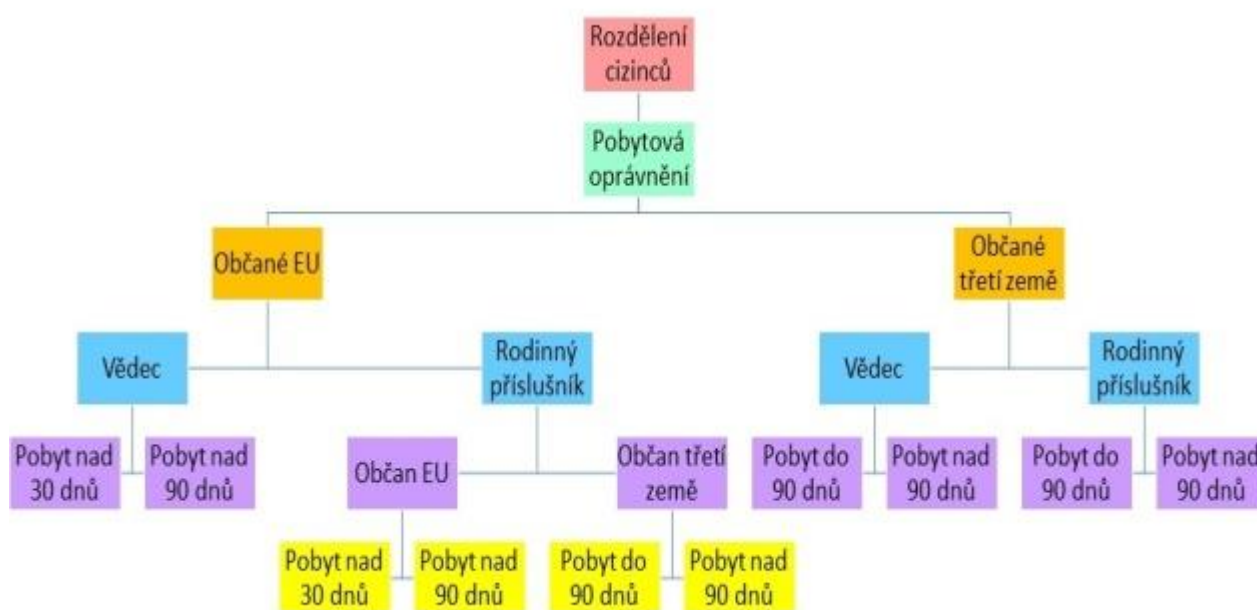 Rozdělení
cizinců
Pobytová
oprávnění
Občané EU
Občané
třetí země
Vědec
Rodinný
příslušník
Vědec
Rodinný
příslušník
Pobyt nad
30 dnů
Pobyt nad
90 dnů
Občan EU
Občan třetí
země
Pobyt do
90 dnů
Pobyt nad
90 dnů
Pobyt do
90 dnů
Pobyt nad
90 dnů
Pobyt nad
30 dnů
Pobyt nad
90 dnů
Pobyt do
90 dnů
Pobyt nad
90 dnů